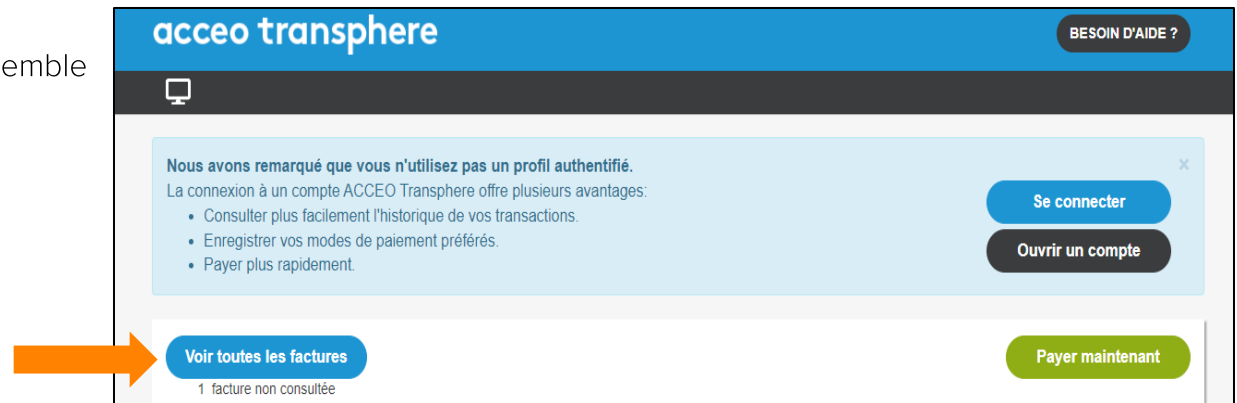 acceo transphere
BESOIN D'AIDE ?
emble
Nous avons remarqué que vous n'utilisez pas un profil authentifié.
La connexion à un compte ACCEO Transphere offre plusieurs avantages:
• Consulter plus facilement l'historique de vos transactions.
• Enregistrer vos modes de paiement préférés.
• Payer plus rapidement.
×
Se connecter
Ouvrir un compte
Voir toutes les factures
1 facture non consultée
Payer maintenant